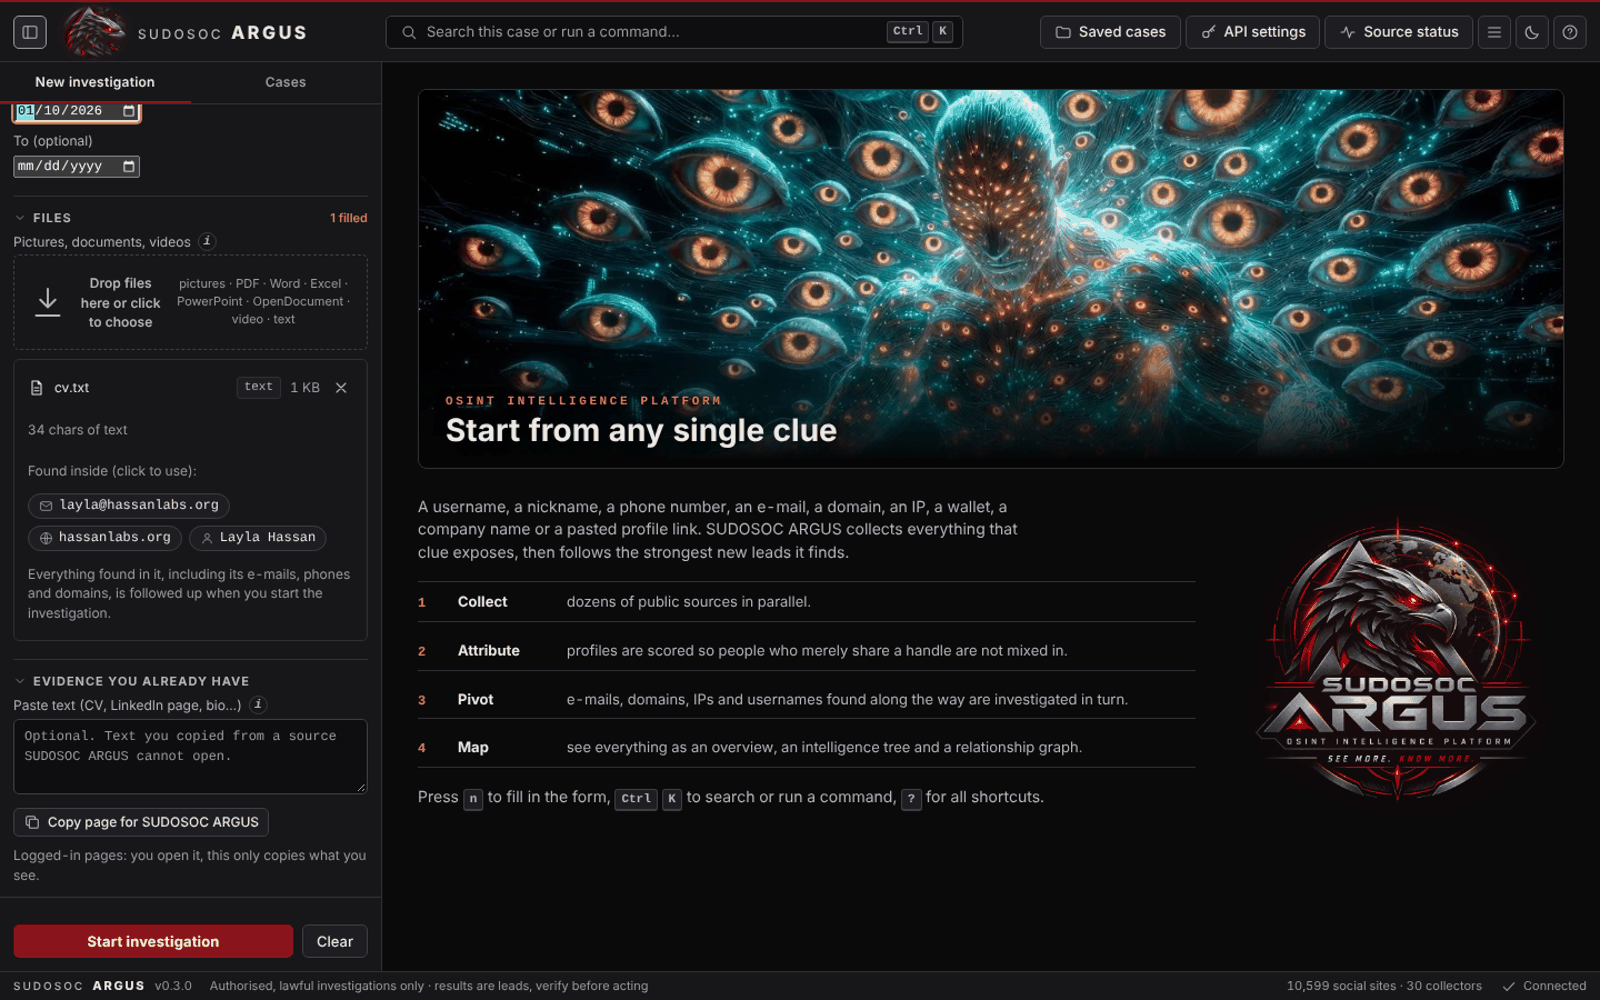 SUDOSOC ARGUS
Search this case or run a command...
Ctrl K
Saved cases
API settings
Source status
New investigation
Cases
01/10/2026
To (optional)
mm/dd/yyyy
FILES
1 filled
Pictures, documents, videos i
Drop files here or click to choose
pictures · PDF · Word · Excel · PowerPoint · OpenDocument · video · text
cv.txt
text
1 KB
34 chars of text
Found inside (click to use):
layla@hassanlabs.org
hassanlabs.org
Layla Hassan
Everything found in it, including its e-mails, phones
and domains, is followed up when you start the
investigation.
EVIDENCE YOU ALREADY HAVE
Paste text (CV, LinkedIn page, bio...) i
Optional. Text you copied from a source
SUDOSOC ARGUS cannot open.
Copy page for SUDOSOC ARGUS
Logged-in pages: you open it, this only copies what you
see.
Start investigation
Clear
OSINT INTELLIGENCE PLATFORM
Start from any single clue
A username, a nickname, a phone number, an e-mail, a domain, an IP, a wallet, a
company name or a pasted profile link. SUDOSOC ARGUS collects everything that
clue exposes, then follows the strongest new leads it finds.
1 Collect dozens of public sources in parallel.
2 Attribute profiles are scored so people who merely share a handle are not mixed in.
3 Pivot e-mails, domains, IPs and usernames found along the way are investigated in turn.
4 Map see everything as an overview, an intelligence tree and a relationship graph.
Press n to fill in the form, Ctrl K to search or run a command, ? for all shortcuts.
SUDOSOC
ARGUS
OSINT INTELLIGENCE PLATFORM
SEE MORE. KNOW MORE.
SUDOSOC ARGUS v0.3.0 Authorised, lawful investigations only · results are leads, verify before acting
10,599 social sites · 30 collectors
Connected